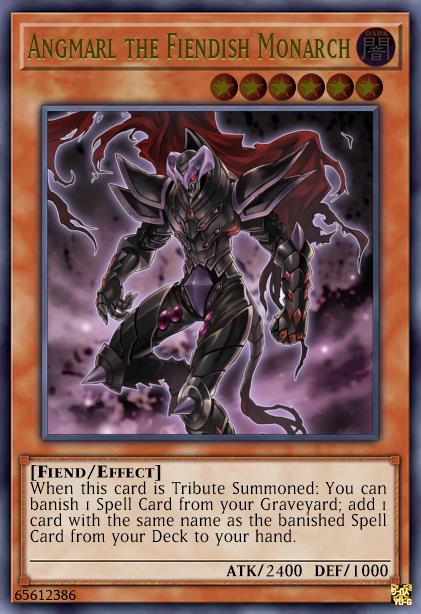 Angmarl the Fiendish Monarch
DARK
闇
[Fiend/Effect]
When this card is Tribute Summoned: You can
banish 1 Spell Card from your Graveyard; add 1
card with the same name as the banished Spell
Card from your Deck to your hand.
ATK/2400 DEF/1000
65612386